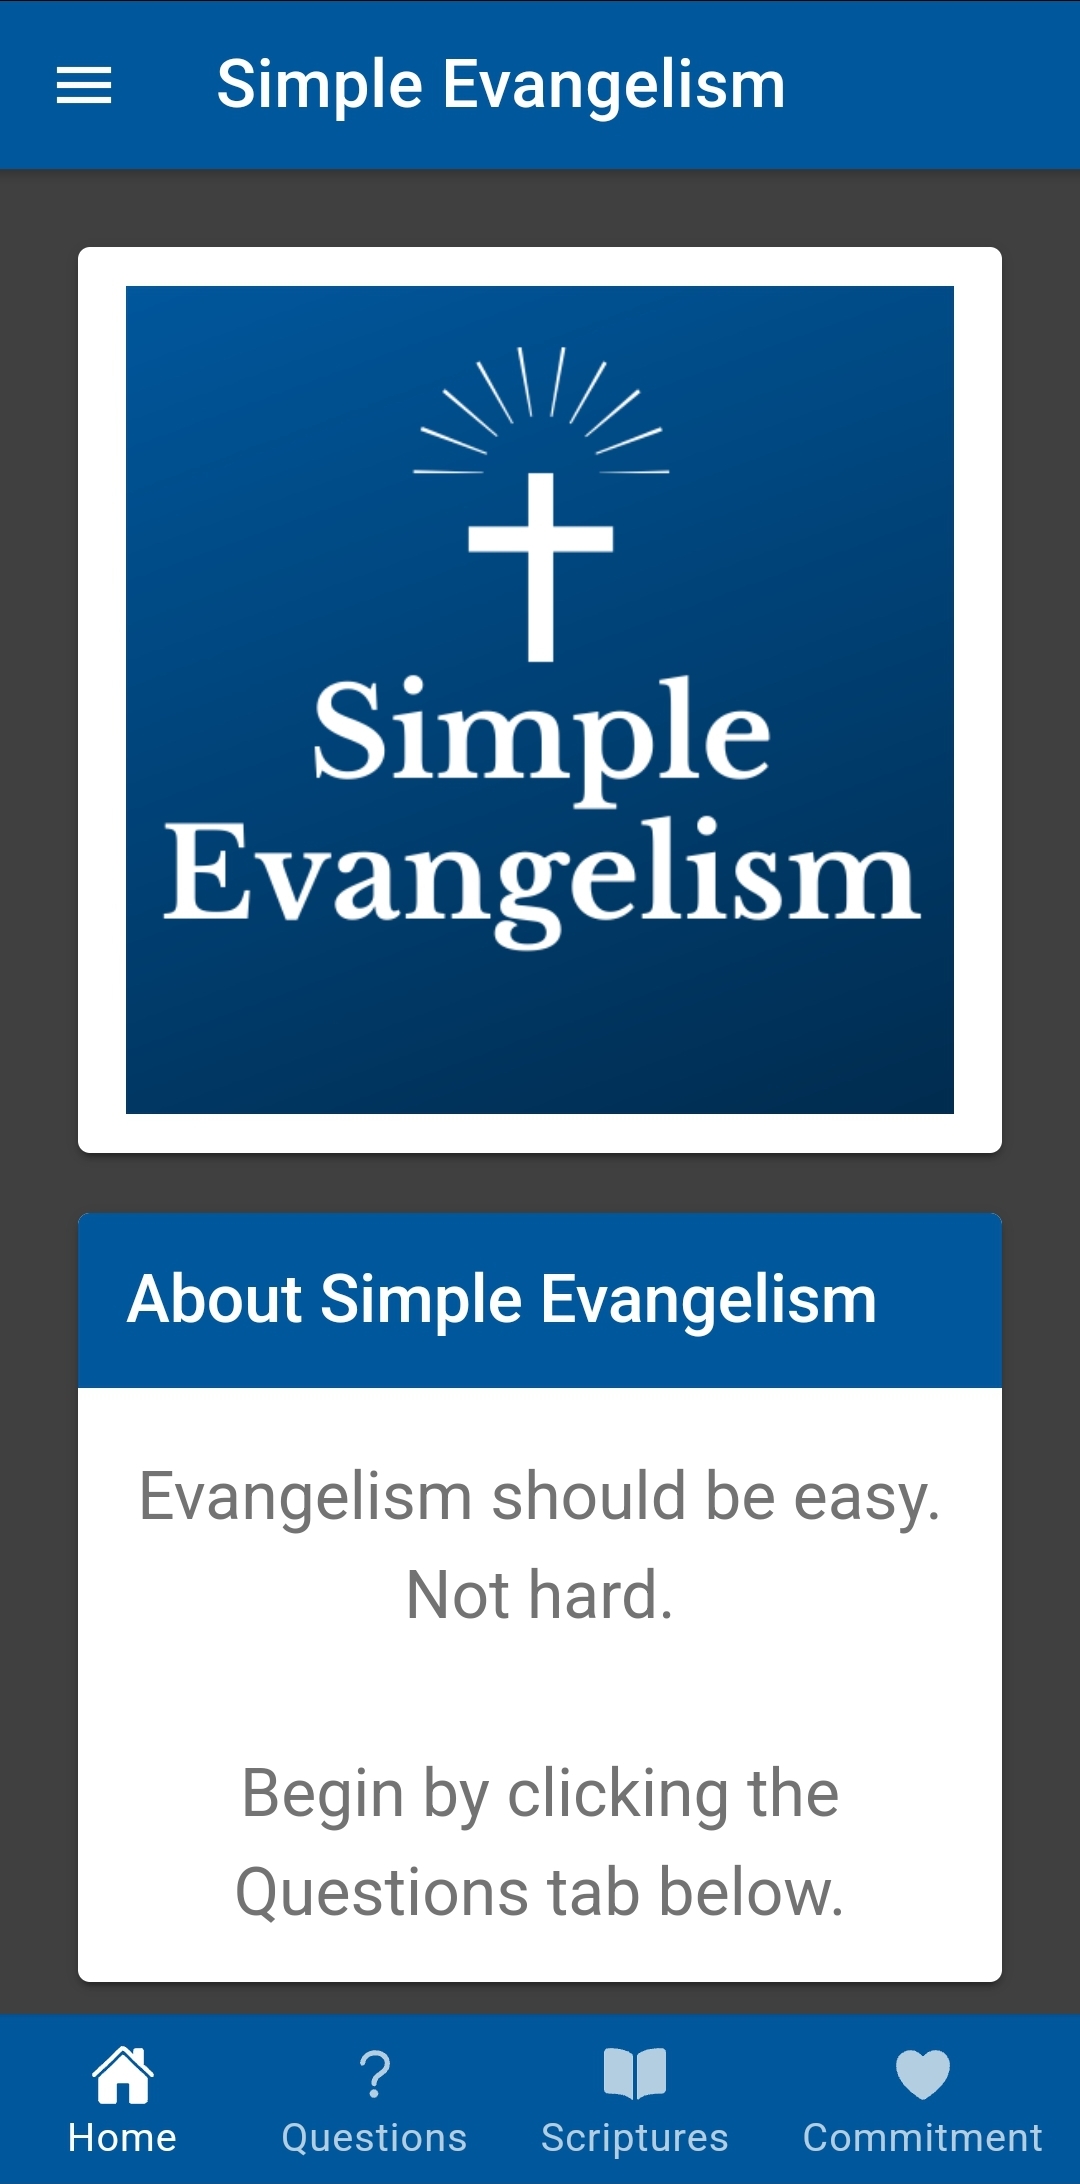 Simple Evangelism
Simple
Evangelism
About Simple Evangelism
Evangelism should be easy.
Not hard.
Begin by clicking the
Questions tab below.
Home
Questions
Scriptures
Commitment